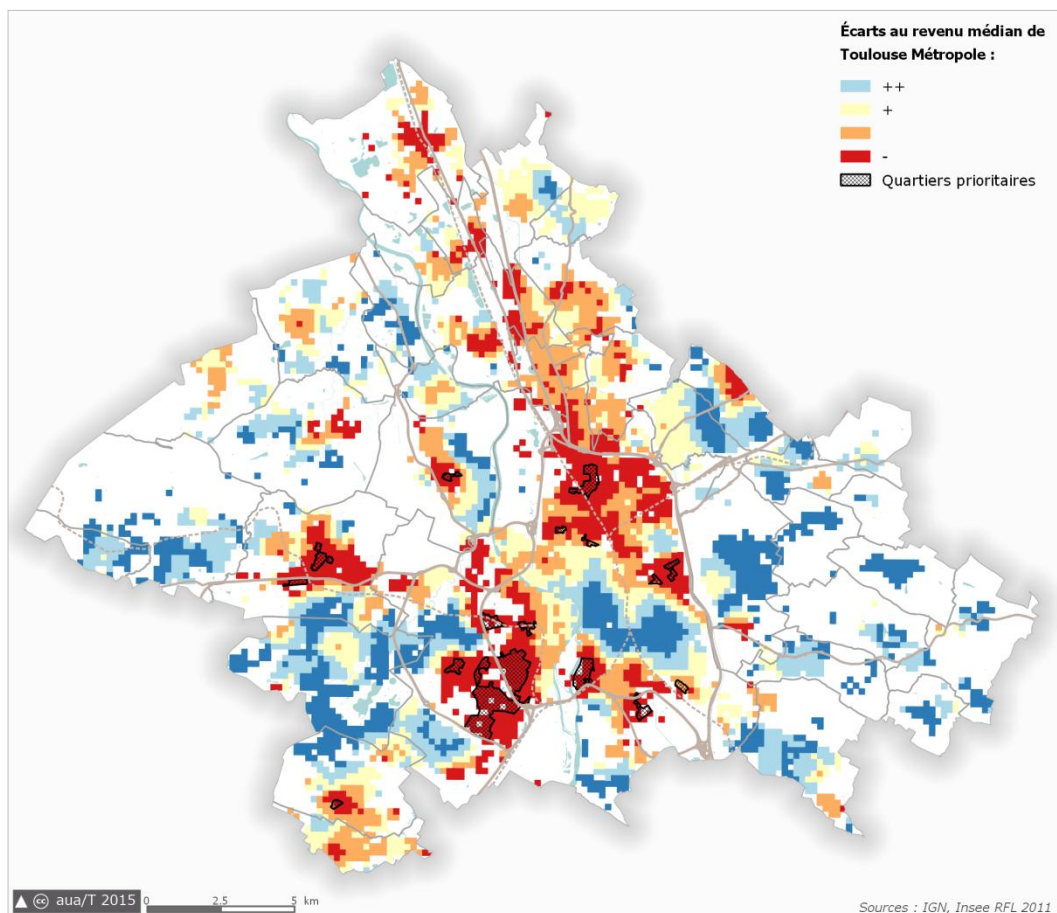 Écarts au revenu médian de
Toulouse Métropole :
++
+
-
Quartiers prioritaires
cc aua/T 2015
0 2,5 5 km
Sources : IGN, Insee RFL 2011